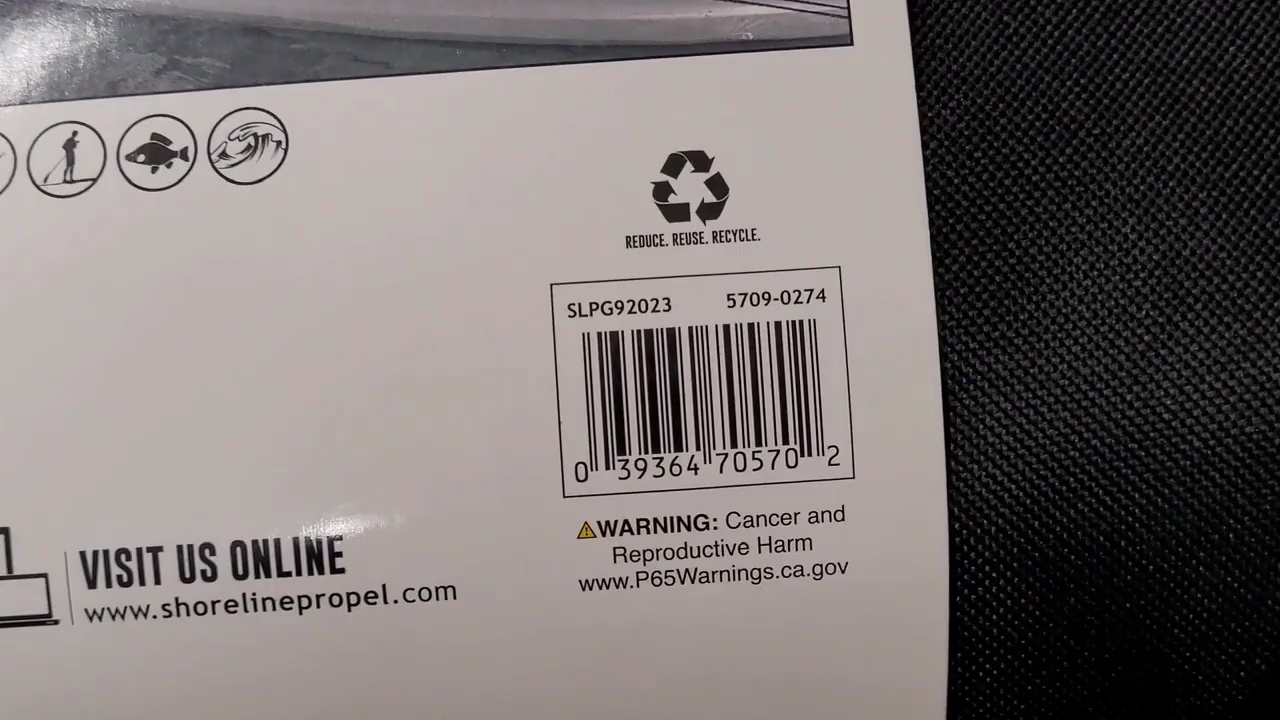 REDUCE. REUSE. RECYCLE.
SLPG92023 5709-0274
0 39364 70570 2
WARNING: Cancer and
Reproductive Harm
www.P65Warnings.ca.gov
VISIT US ONLINE
www.shorelinepropel.com